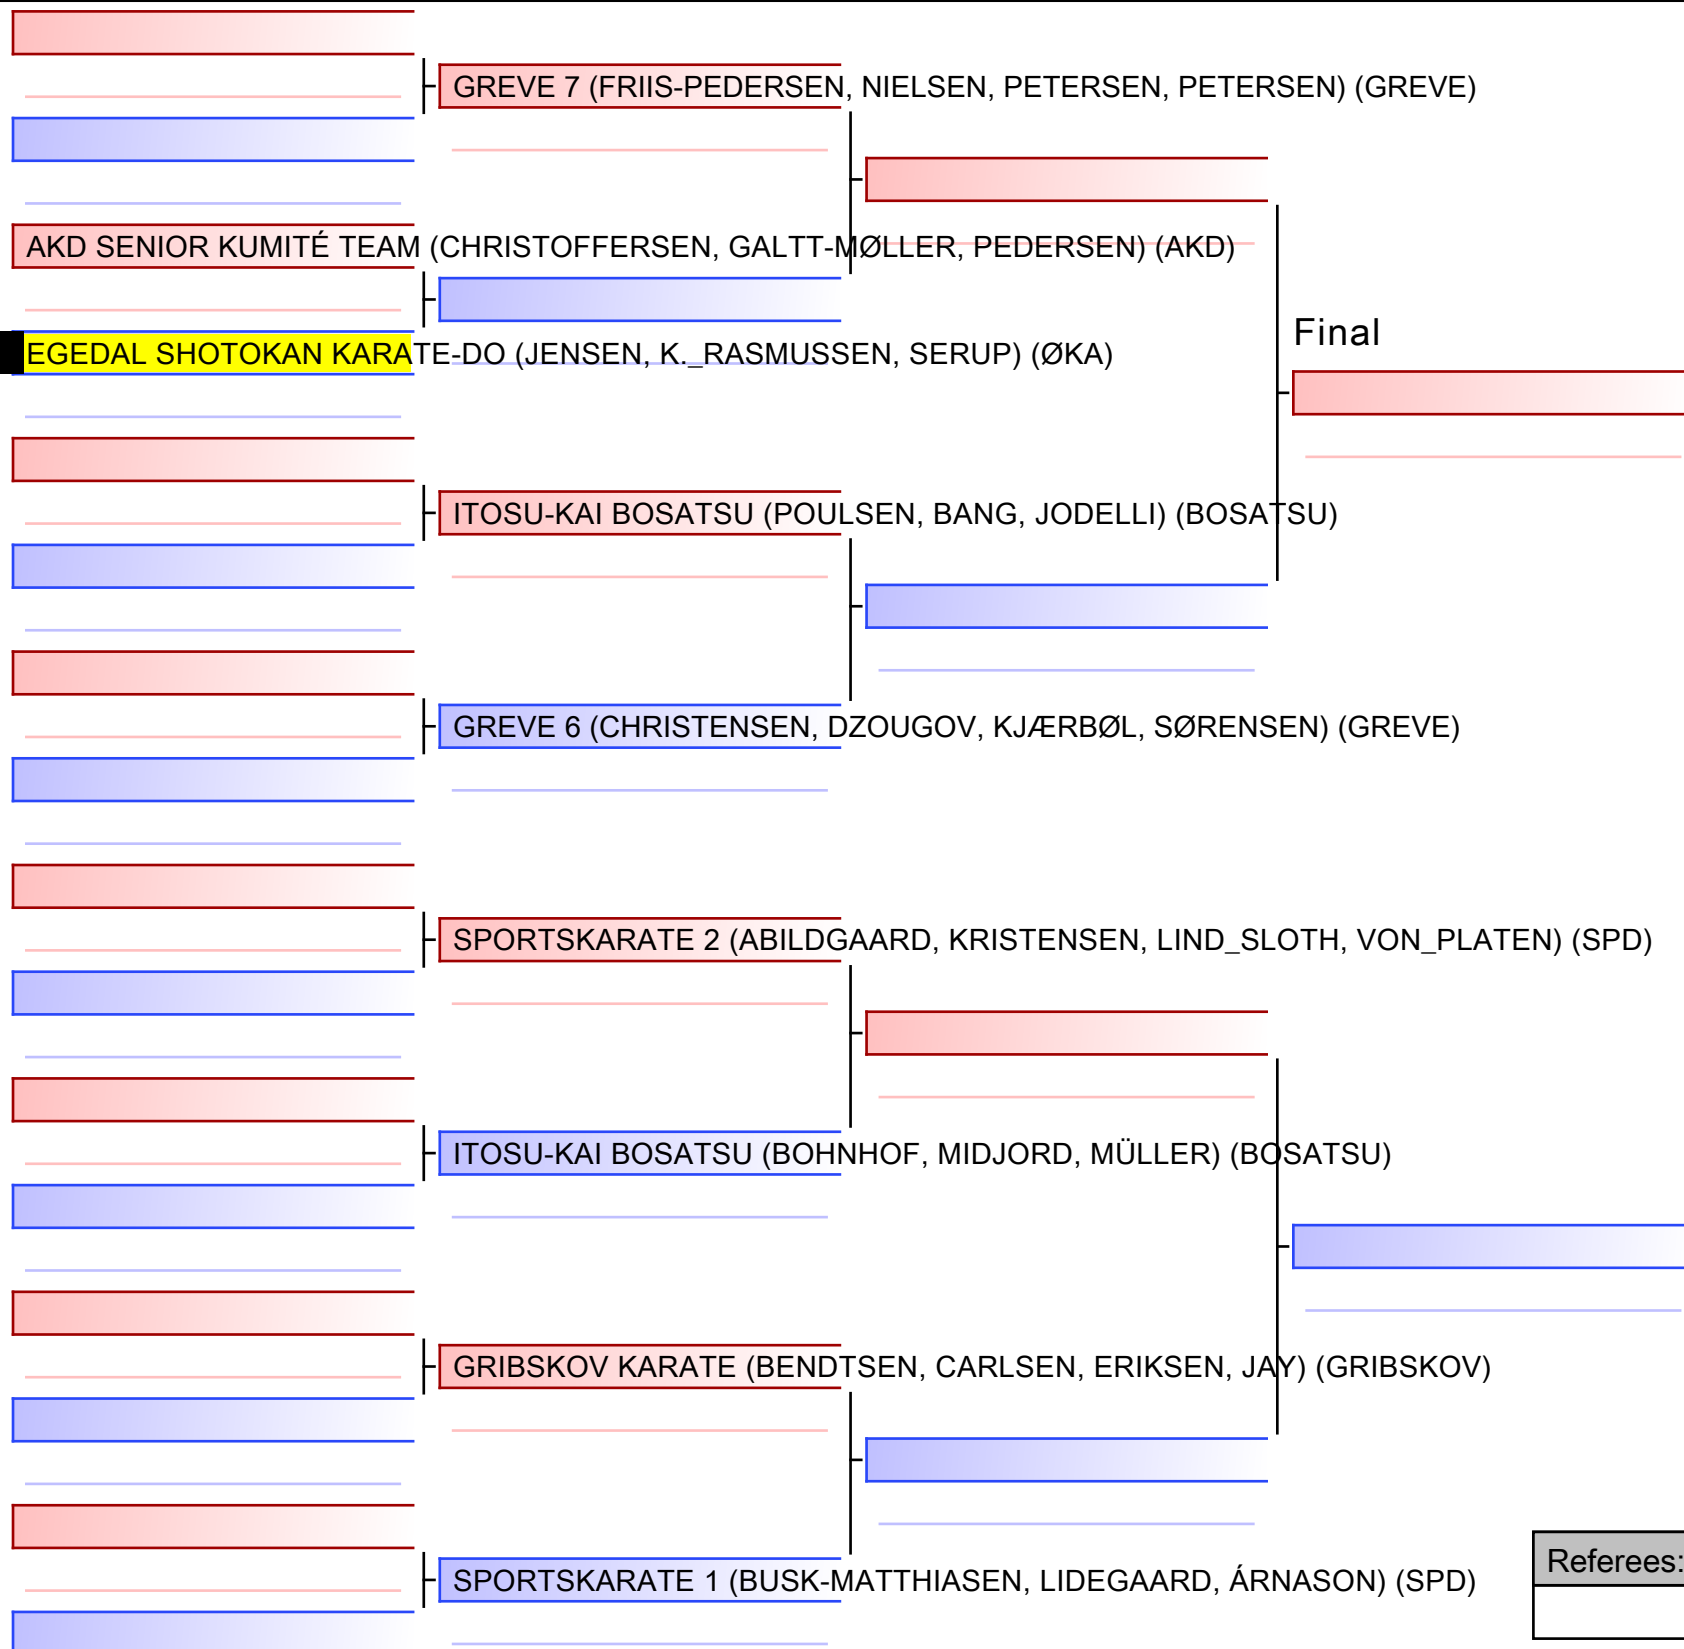 GREVE 7 (FRIIS-PEDERSEN, NIELSEN, PETERSEN, PETERSEN) (GREVE)
AKD SENIOR KUMITÉ TEAM (CHRISTOFFERSEN, GALTT-MØLLER, PEDERSEN) (AKD)
Final
EGEDAL SHOTOKAN KARATE-DO (JENSEN, K._RASMUSSEN, SERUP) (ØKA)
ITOSU-KAI BOSATSU (POULSEN, BANG, JODELLI) (BOSATSU)
GREVE 6 (CHRISTENSEN, DZOUGOV, KJÆRBØL, SØRENSEN) (GREVE)
SPORTSKARATE 2 (ABILDGAARD, KRISTENSEN, LIND_SLOTH, VON_PLATEN) (SPD)
ITOSU-KAI BOSATSU (BOHNHOF, MIDJORD, MÜLLER) (BOSATSU)
GRIBSKOV KARATE (BENDTSEN, CARLSEN, ERIKSEN, JAY) (GRIBSKOV)
SPORTSKARATE 1 (BUSK-MATTHIASEN, LIDEGAARD, ÁRNASON) (SPD)
Referees: